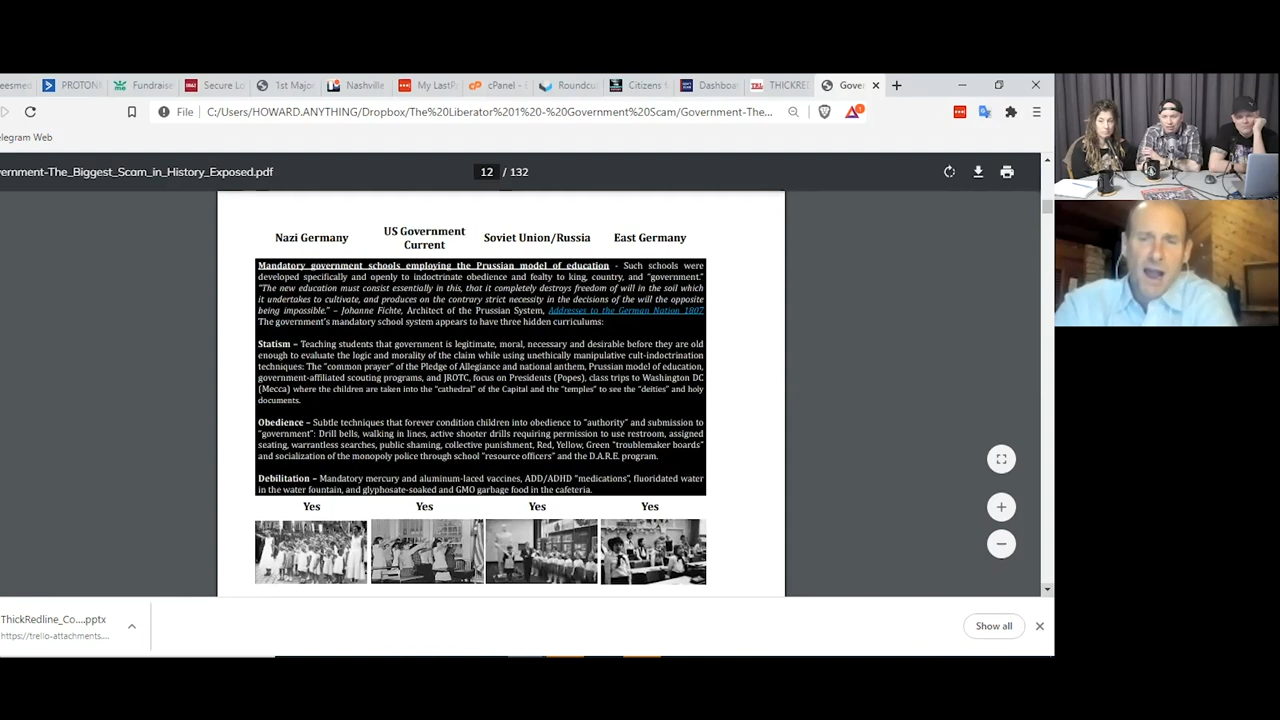 eesmed
PROTONI
Fundraise
Secure Lo
1st Major
Nashville
My LastP
cPanel - E
Roundcu
Citizens
Dashboa
THICKRED
Gove
File
C:/Users/HOWARD.ANYTHING/Dropbox/The%20Liberator%201%20-%20Government%20Scam/Government-The...
1
elegram Web
vernment-The_Biggest_Scam_in_History_Exposed.pdf
12 / 132
Nazi Germany
US Government
Current
Soviet Union/Russia
East Germany
Mandatory government schools employing the Prussian model of education - Such schools were
developed specifically and openly to indoctrinate obedience and fealty to king, country, and "government."
"The new education must consist essentially in this, that it completely destroys freedom of will in the soil which
it undertakes to cultivate, and produces on the contrary strict necessity in the decisions of the will the opposite
being impossible." – Johanne Fichte, Architect of the Prussian System, Addresses to the German Nation 1807
The government's mandatory school system appears to have three hidden curriculums:
Statism – Teaching students that government is legitimate, moral, necessary and desirable before they are old
enough to evaluate the logic and morality of the claim while using unethically manipulative cult-indoctrination
techniques: The "common prayer" of the Pledge of Allegiance and national anthem, Prussian model of education,
government-affiliated scouting programs, and JROTC, focus on Presidents (Popes), class trips to Washington DC
(Mecca) where the children are taken into the "cathedral" of the Capital and the "temples" to see the "deities" and holy
documents.
Obedience – Subtle techniques that forever condition children into obedience to "authority" and submission to
"government": Drill bells, walking in lines, active shooter drills requiring permission to use restroom, assigned
seating, warrantless searches, public shaming, collective punishment, Red, Yellow, Green "troublemaker boards"
and socialization of the monopoly police through school "resource officers" and the D.A.R.E. program.
Debilitation – Mandatory mercury and aluminum-laced vaccines, ADD/ADHD "medications", fluoridated water
in the water fountain, and glyphosate-soaked and GMO garbage food in the cafeteria.
Yes
Yes
Yes
Yes
ThickRedline_Co....pptx
https://trello-attachments....
Show all